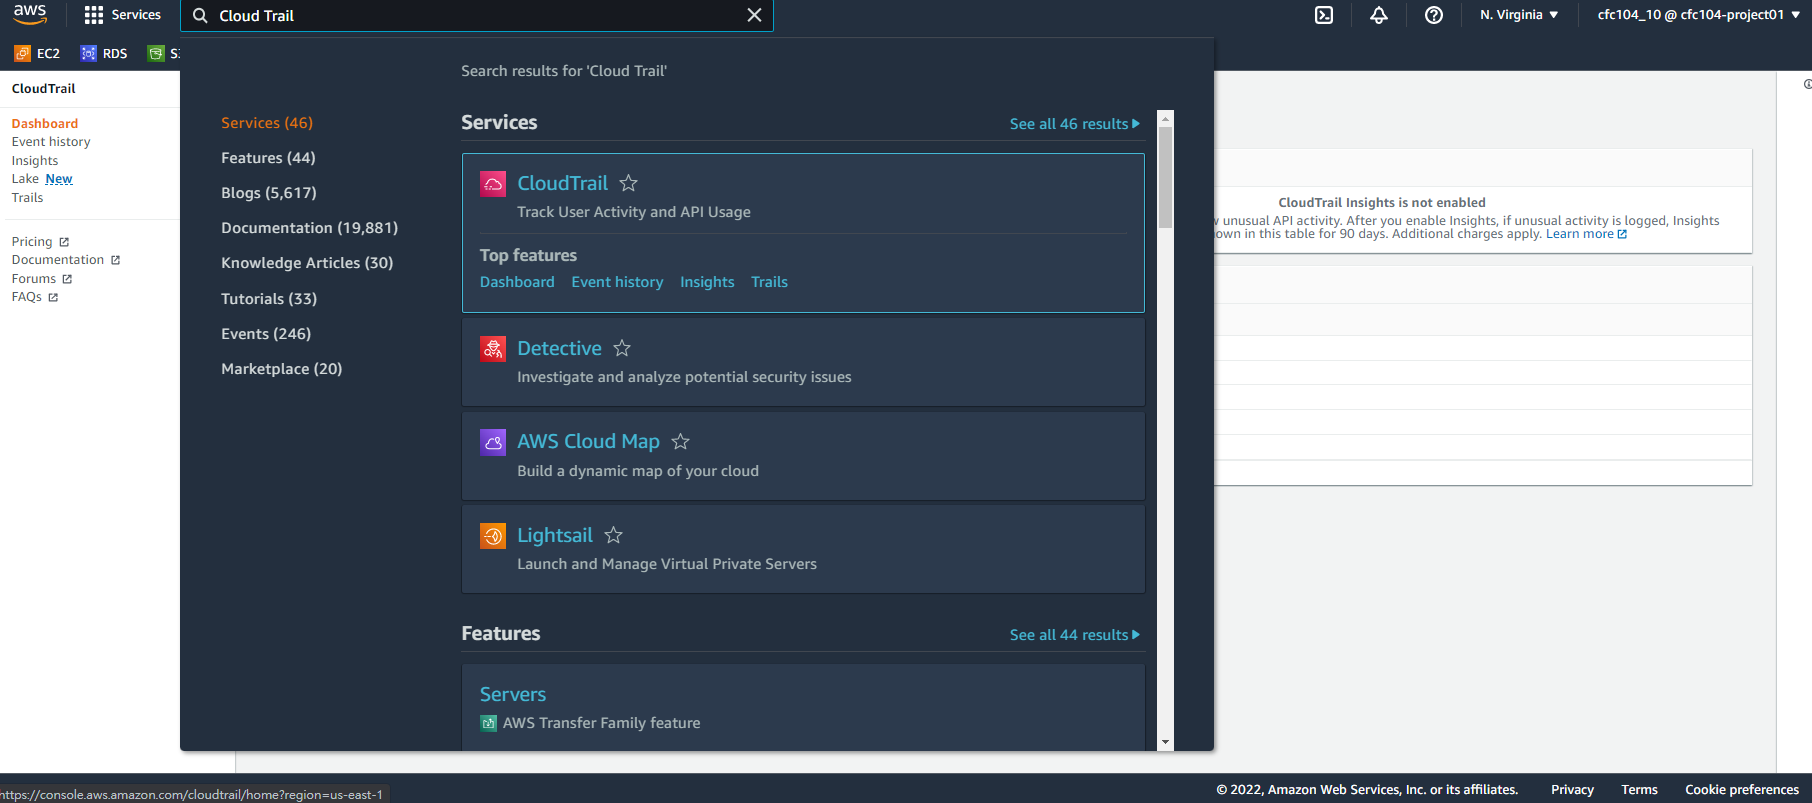 aws
Services
Cloud Trail
N. Virginia
cfc104_10 @ cfc104-project01
EC2
RDS
CloudTrail
Dashboard
Event history
Insights
Lake New
Trails
Pricing
Documentation
Forums
FAQs
Search results for 'Cloud Trail'
Services (46)
Features (44)
Blogs (5,617)
Documentation (19,881)
Knowledge Articles (30)
Tutorials (33)
Events (246)
Marketplace (20)
Services
See all 46 results
CloudTrail
Track User Activity and API Usage
Top features
Dashboard Event history Insights Trails
Detective
Investigate and analyze potential security issues
AWS Cloud Map
Build a dynamic map of your cloud
Lightsail
Launch and Manage Virtual Private Servers
Features
See all 44 results
Servers
AWS Transfer Family feature
CloudTrail Insights is not enabled
unusual API activity. After you enable Insights, if unusual activity is logged, Insights
in this table for 90 days. Additional charges apply. Learn more
https://console.aws.amazon.com/cloudtrail/home?region=us-east-1
© 2022, Amazon Web Services, Inc. or its affiliates.
Privacy
Terms
Cookie preferences